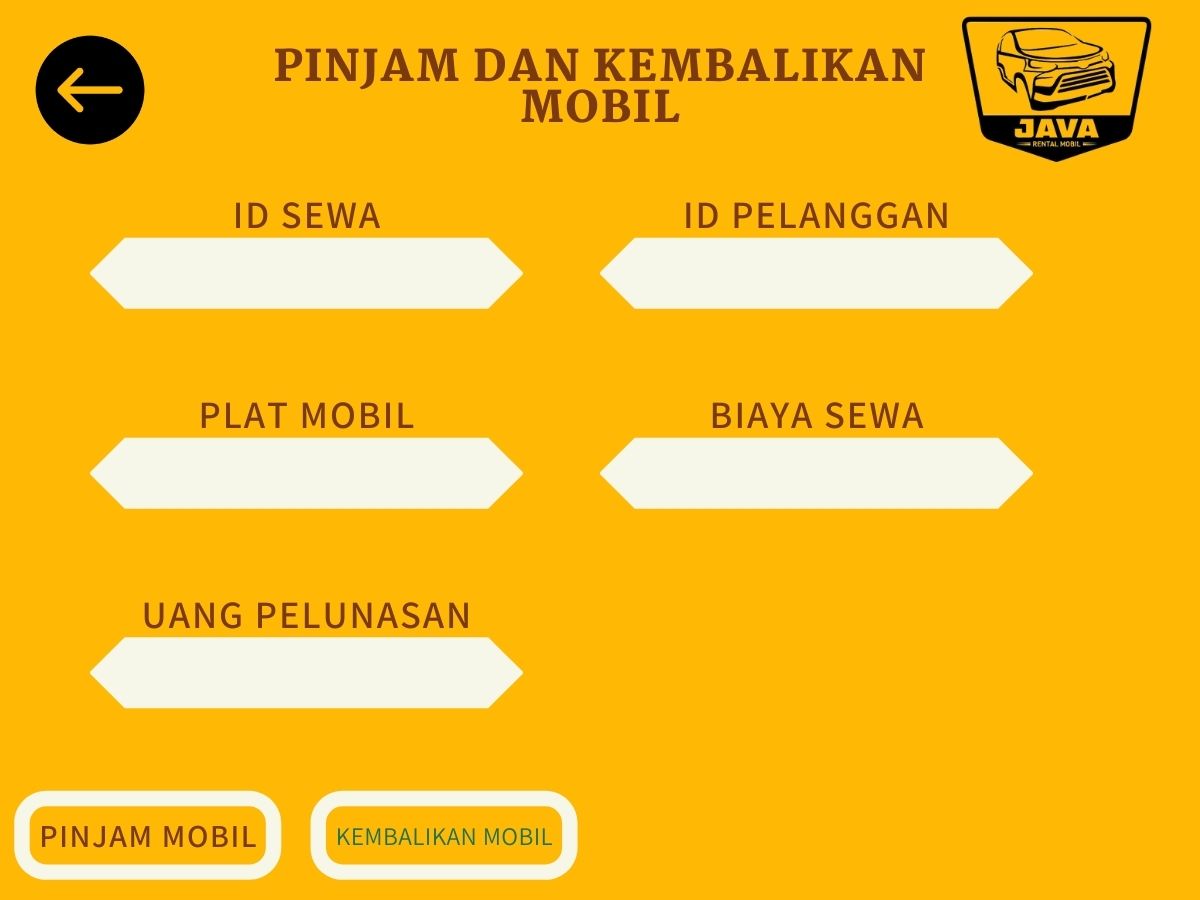 PINJAM DAN KEMBALIKAN
MOBIL
JAVA
RENTAL MOBIL
ID SEWA
ID PELANGGAN
PLAT MOBIL
BIAYA SEWA
UANG PELUNASAN
PINJAM MOBIL
KEMBALIKAN MOBIL